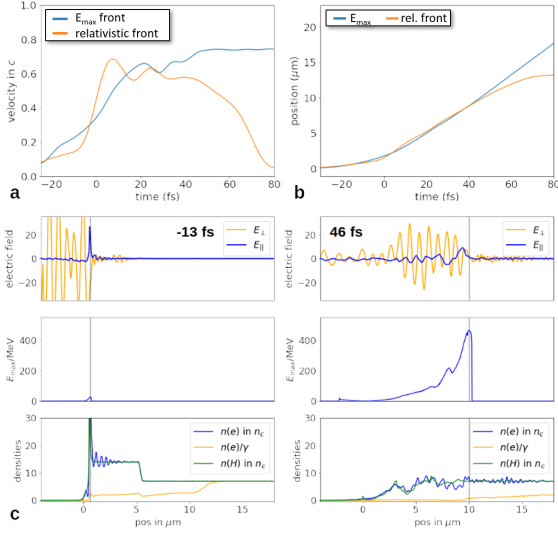 1.0
0.8
0.6
0.4
0.2
0.0
velocity in c
E_max front
relativistic front
−20 0 20 40 60 80
time (fs)
a
20
15
10
5
0
position (μm)
E_max rel. front
−20 0 20 40 60 80
time (fs)
b
20
0
−20
electric field
-13 fs
E⊥
E||
20
0
−20
electric field
46 fs
E⊥
E||
400
200
0
E_max/MeV
400
200
0
E_max/MeV
30
20
10
0
densities
n(e) in n_c
n(e)/γ
n(H) in n_c
0 5 10 15
pos in μm
c
30
20
10
0
densities
n(e) in n_c
n(e)/γ
n(H) in n_c
0 5 10 15
pos in μm